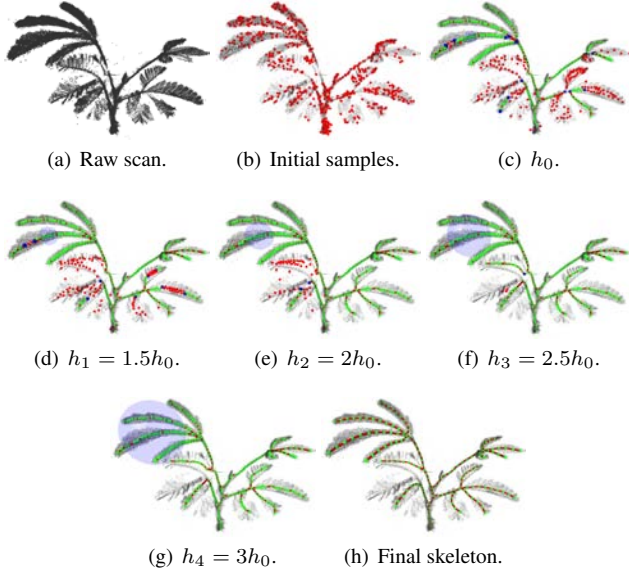 (a) Raw scan. (b) Initial samples. (c) h₀.
(d) h₁ = 1.5h₀. (e) h₂ = 2h₀. (f) h₃ = 2.5h₀.
(g) h₄ = 3h₀. (h) Final skeleton.